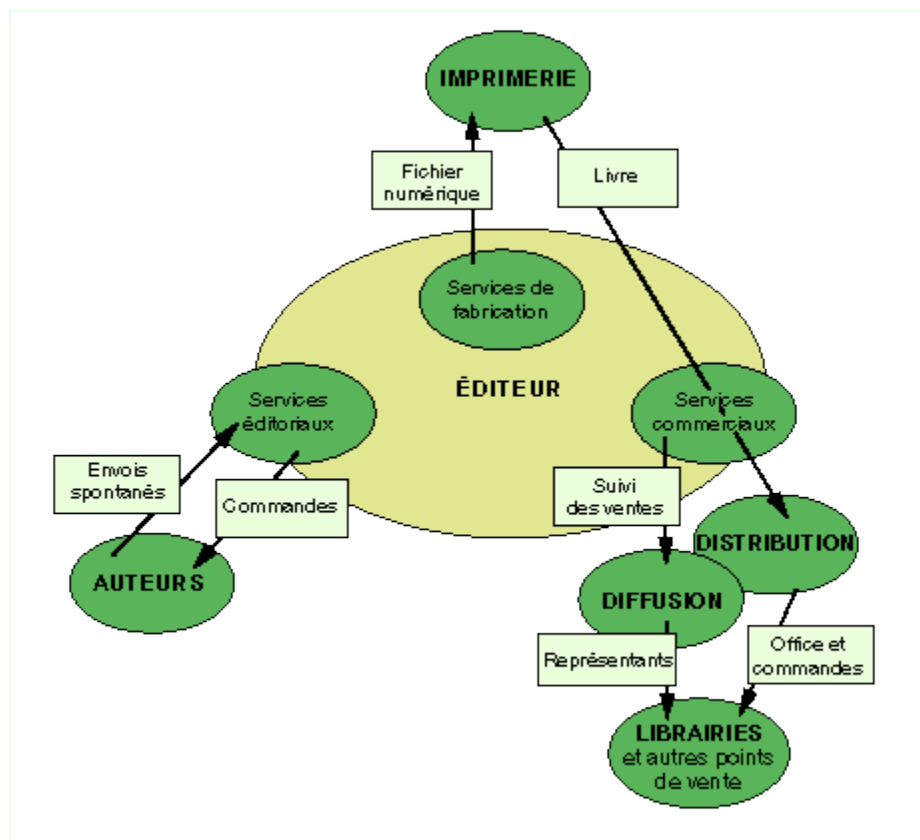 IMPRIMERIE
Fichier
numérique
Livre
Services de
fabrication
ÉDITEUR
Services
éditoriaux
Services
commerciaux
Envois
spontanés
Commandes
Suivi
des ventes
AUTEURS
DISTRIBUTION
DIFFUSION
Représentants
Office et
commandes
LIBRAIRIES
et autres points
de vente